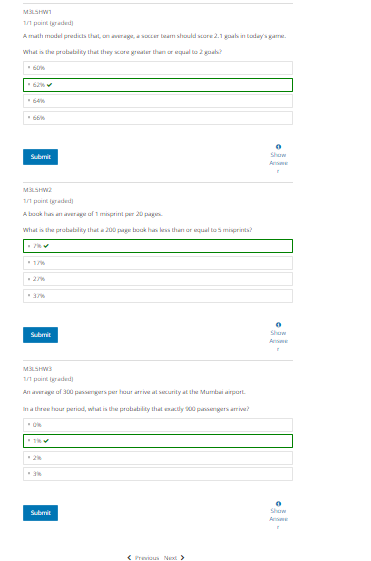 M3L5HW1
1/1 point (graded)
A math model predicts that, on average, a soccer team should score 2.1 goals in today's game.
What is the probability that they score greater than or equal to 2 goals?
60%
62%
64%
66%
Submit
Show
Answe
r
M3L5HW2
1/1 point (graded)
A book has an average of 1 misprint per 20 pages.
What is the probability that a 200 page book has less than or equal to 5 misprints?
7%
17%
27%
37%
Submit
Show
Answe
r
M3L5HW3
1/1 point (graded)
An average of 300 passengers per hour arrive at security at the Mumbai airport.
In a three hour period, what is the probability that exactly 900 passengers arrive?
0%
1%
2%
3%
Submit
Show
Answe
r
Previous Next